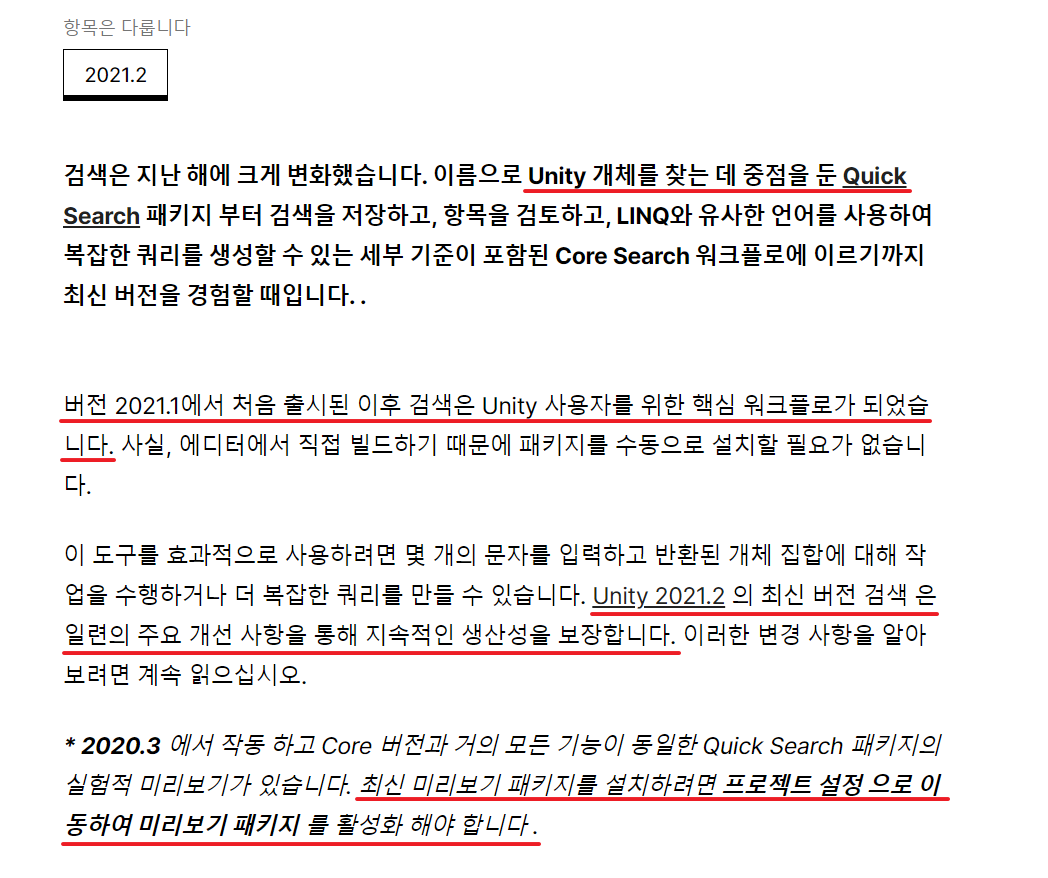 항목은 다룹니다
2021.2
검색은 지난 해에 크게 변화했습니다. 이름으로 Unity 개체를 찾는 데 중점을 둔 Quick
Search 패키지 부터 검색을 저장하고, 항목을 검토하고, LINQ와 유사한 언어를 사용하여
복잡한 쿼리를 생성할 수 있는 세부 기준이 포함된 Core Search 워크플로에 이르기까지
최신 버전을 경험할 때입니다. .
버전 2021.1에서 처음 출시된 이후 검색은 Unity 사용자를 위한 핵심 워크플로가 되었습
니다. 사실, 에디터에서 직접 빌드하기 때문에 패키지를 수동으로 설치할 필요가 없습니
다.
이 도구를 효과적으로 사용하려면 몇 개의 문자를 입력하고 반환된 개체 집합에 대해 작
업을 수행하거나 더 복잡한 쿼리를 만들 수 있습니다. Unity 2021.2 의 최신 버전 검색 은
일련의 주요 개선 사항을 통해 지속적인 생산성을 보장합니다. 이러한 변경 사항을 알아
보려면 계속 읽으십시오.
* 2020.3 에서 작동 하고 Core 버전과 거의 모든 기능이 동일한 Quick Search 패키지의
실험적 미리보기가 있습니다. 최신 미리보기 패키지를 설치하려면 프로젝트 설정 으로 이
동하여 미리보기 패키지 를 활성화 해야 합니다 .